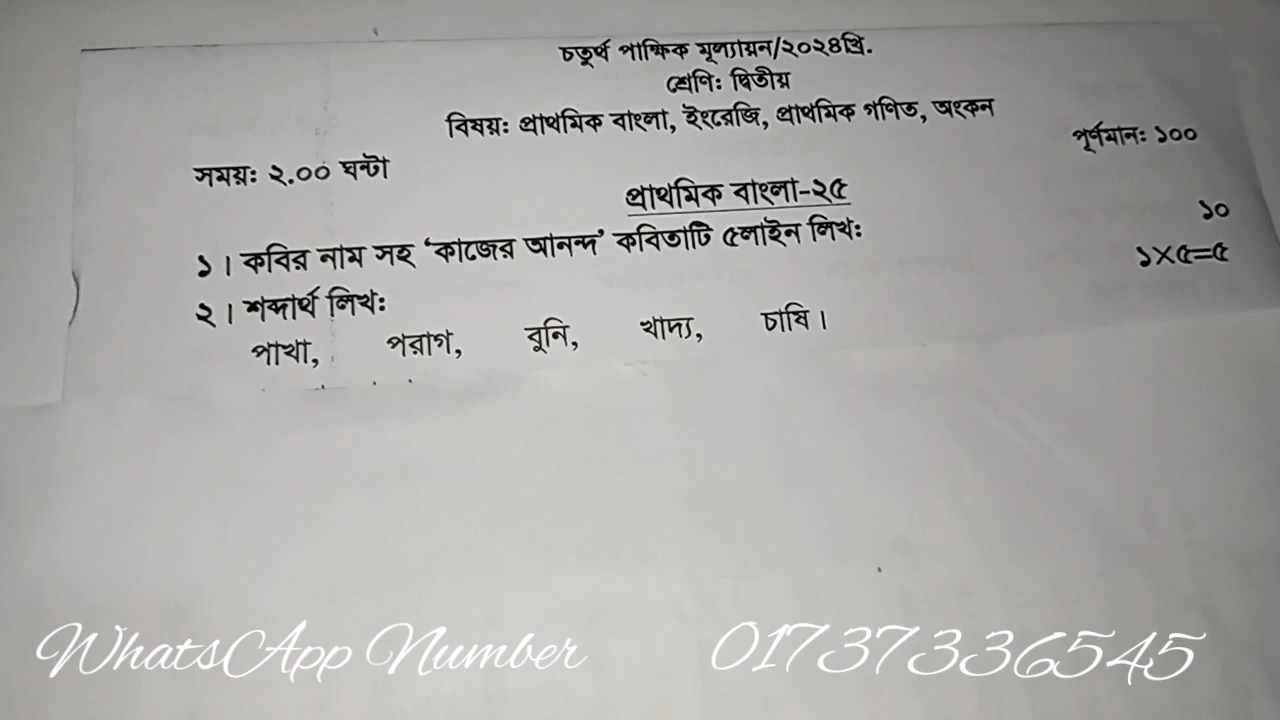 চতুর্থ পাক্ষিক মূল্যায়ন/২০২৪খ্রি.
শ্রেণি: দ্বিতীয়
বিষয়: প্রাথমিক বাংলা, ইংরেজি, প্রাথমিক গণিত, অংকন
সময়: ২.০০ ঘন্টা পূর্ণমান: ১০০
প্রাথমিক বাংলা-২৫
১। কবির নাম সহ ‘কাজের আনন্দ’ কবিতাটি ৫লাইন লিখ: ১০
২। শব্দার্থ লিখ: ১×৫=৫
পাখা, পরাগ, বুনি, খাদ্য, চাষি।
WhatsApp Number 01737336545